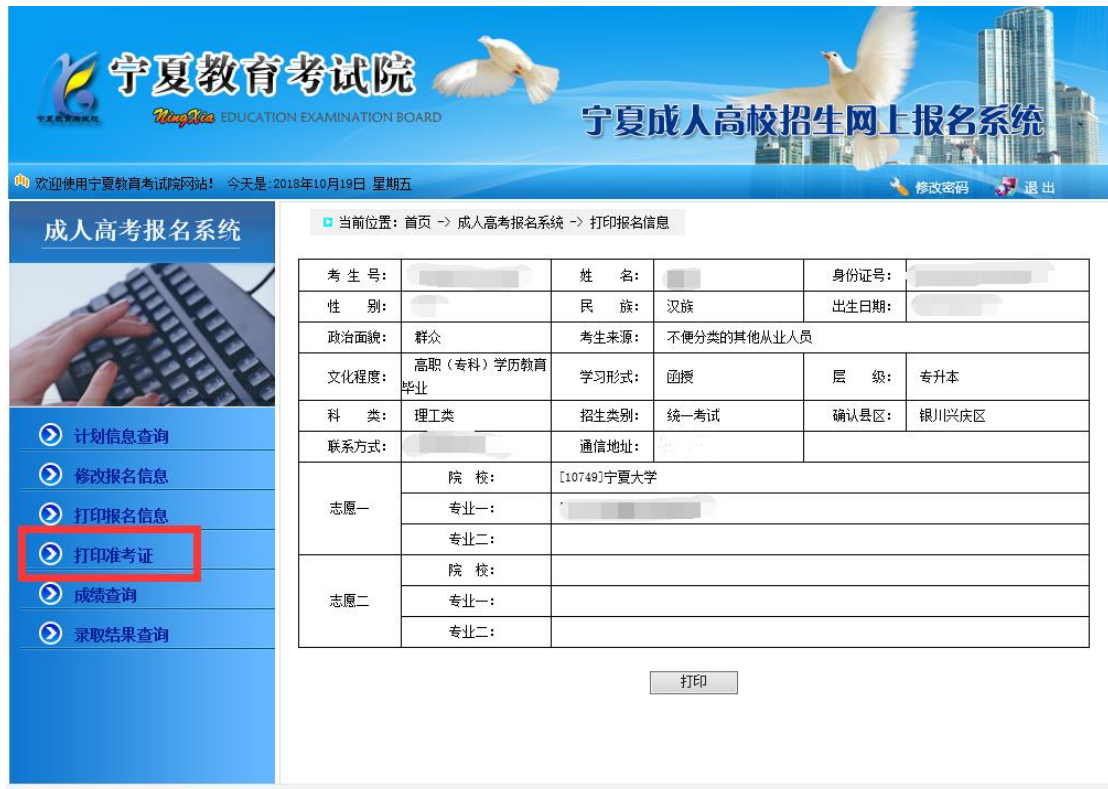 宁夏教育考试院
NingXia EDUCATION EXAMINATION BOARD
宁夏成人高校招生网上报名系统
宁夏教育考试院
欢迎使用宁夏教育考试院网站! 今天是:2018年10月19日 星期五
修改密码 退出
成人高考报名系统
计划信息查询
修改报名信息
打印报名信息
打印准考证
成绩查询
录取结果查询
当前位置: 首页 -> 成人高考报名系统 -> 打印报名信息
考 生 号: 姓 名: 身份证号:
性 别: 民 族: 汉族 出生日期:
政治面貌: 群众 考生来源: 不便分类的其他从业人员
文化程度: 高职（专科）学历教育毕业 学习形式: 函授 层 级: 专升本
科 类: 理工类 招生类别: 统一考试 确认县区: 银川兴庆区
联系方式: 通信地址:
志愿一 院 校: [10749]宁夏大学
专业一:
专业二:
志愿二 院 校:
专业一:
专业二:
打印